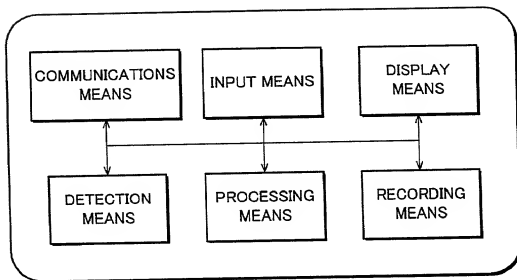 COMMUNICATIONS
MEANS
INPUT MEANS
DISPLAY
MEANS
DETECTION
MEANS
PROCESSING
MEANS
RECORDING
MEANS